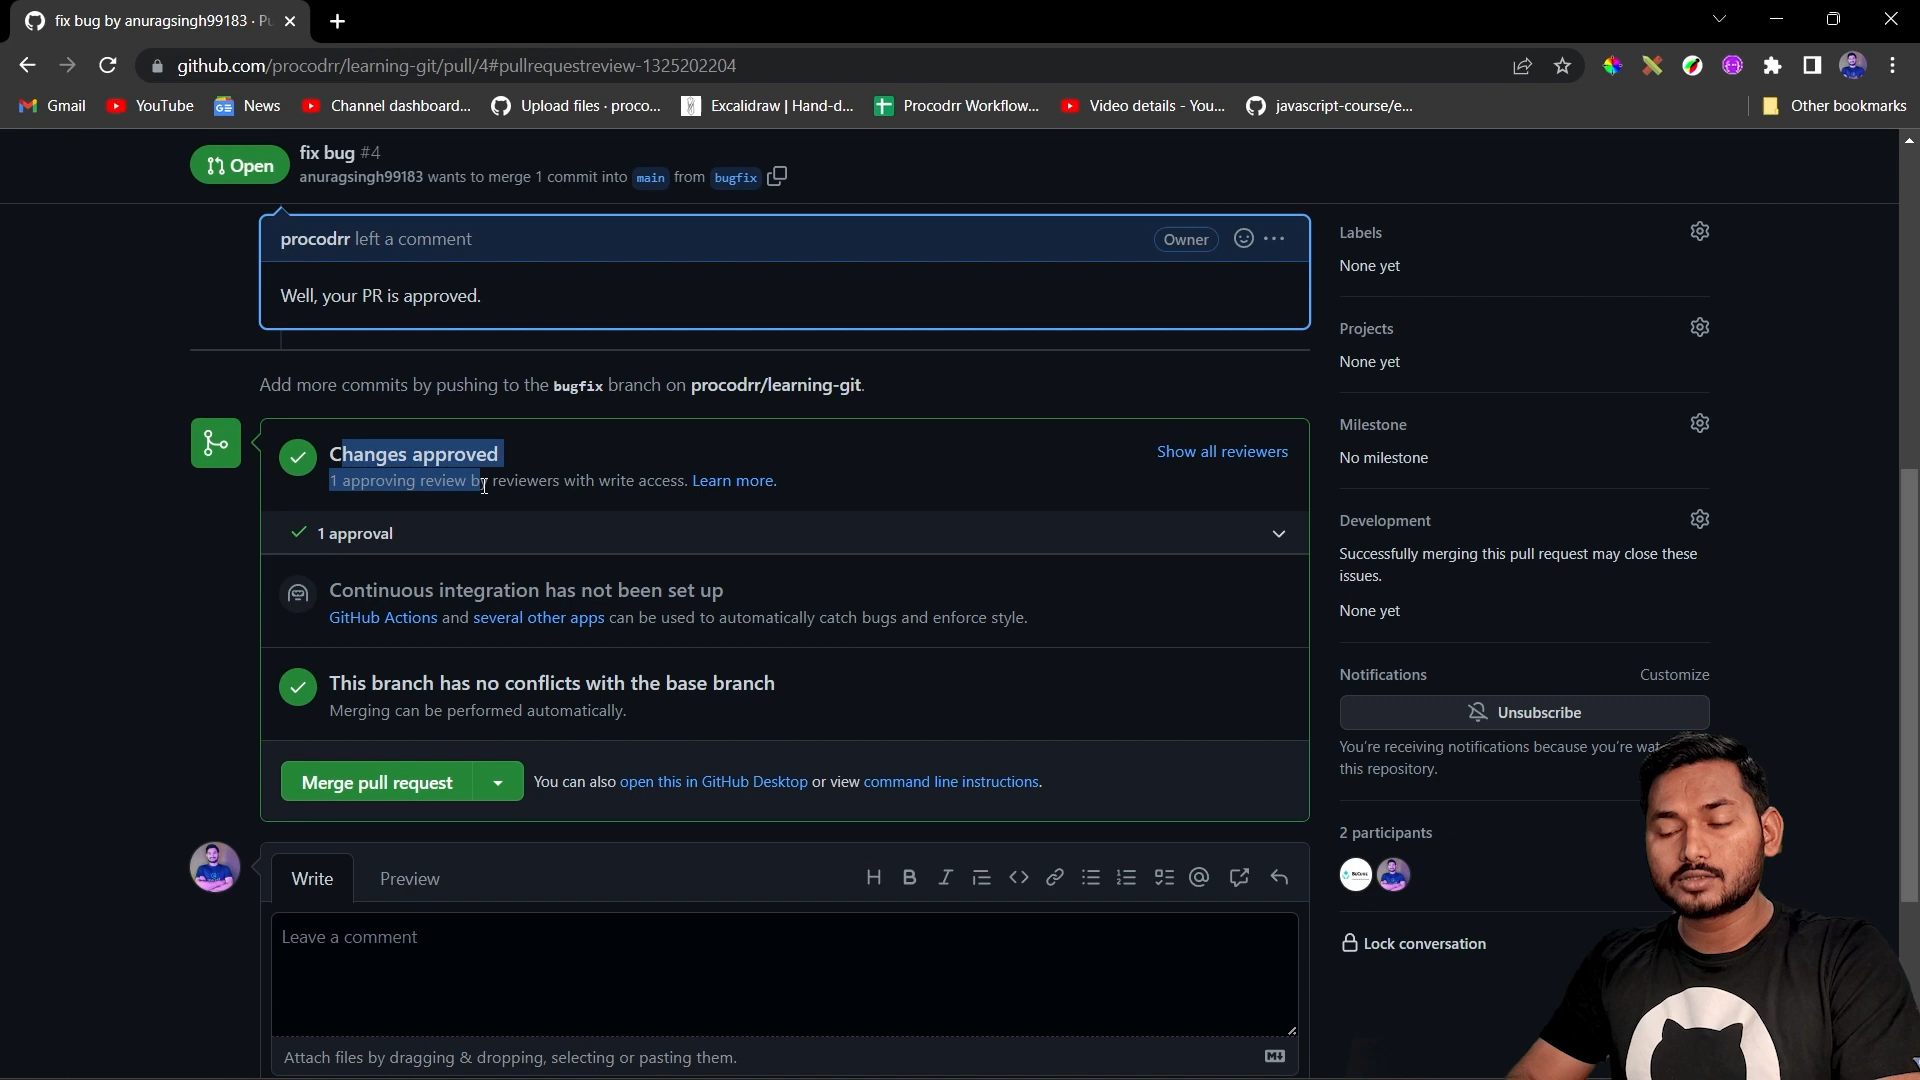 fix bug by anuragsingh99183 · Pu
github.com/procodrr/learning-git/pull/4#pullrequestreview-1325202204
Gmail YouTube News Channel dashboard... Upload files · proco... Excalidraw | Hand-d... Procodrr Workflow... Video details - You... javascript-course/e... Other bookmarks
Open
fix bug #4
anuragsingh99183 wants to merge 1 commit into main from bugfix
procodrr left a comment
Owner
Well, your PR is approved.
Add more commits by pushing to the bugfix branch on procodrr/learning-git.
Changes approved
Show all reviewers
1 approving review by reviewers with write access. Learn more.
1 approval
Continuous integration has not been set up
GitHub Actions and several other apps can be used to automatically catch bugs and enforce style.
This branch has no conflicts with the base branch
Merging can be performed automatically.
Merge pull request
You can also open this in GitHub Desktop or view command line instructions.
Write Preview
Leave a comment
Attach files by dragging & dropping, selecting or pasting them.
Labels
None yet
Projects
None yet
Milestone
No milestone
Development
Successfully merging this pull request may close these
issues.
None yet
Notifications Customize
Unsubscribe
You're receiving notifications because you're wat
this repository.
2 participants
Lock conversation